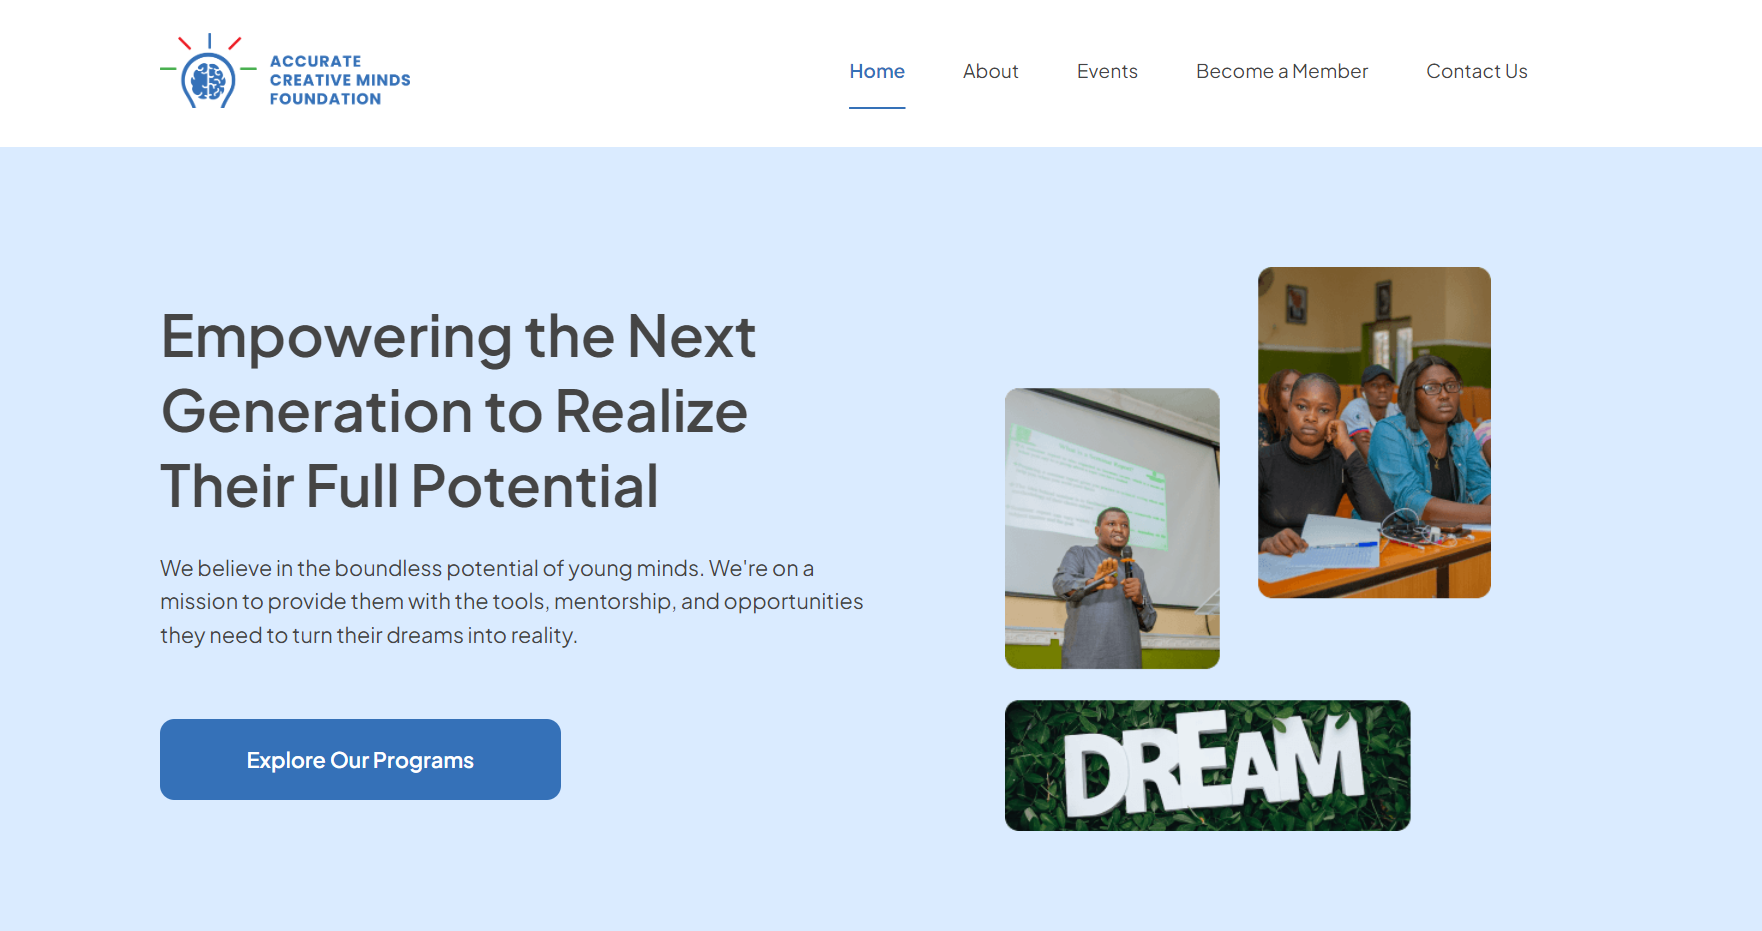 ACCURATE
CREATIVE MINDS
FOUNDATION
Home
About
Events
Become a Member
Contact Us
Empowering the Next
Generation to Realize
Their Full Potential
We believe in the boundless potential of young minds. We're on a
mission to provide them with the tools, mentorship, and opportunities
they need to turn their dreams into reality.
Explore Our Programs
DREAM